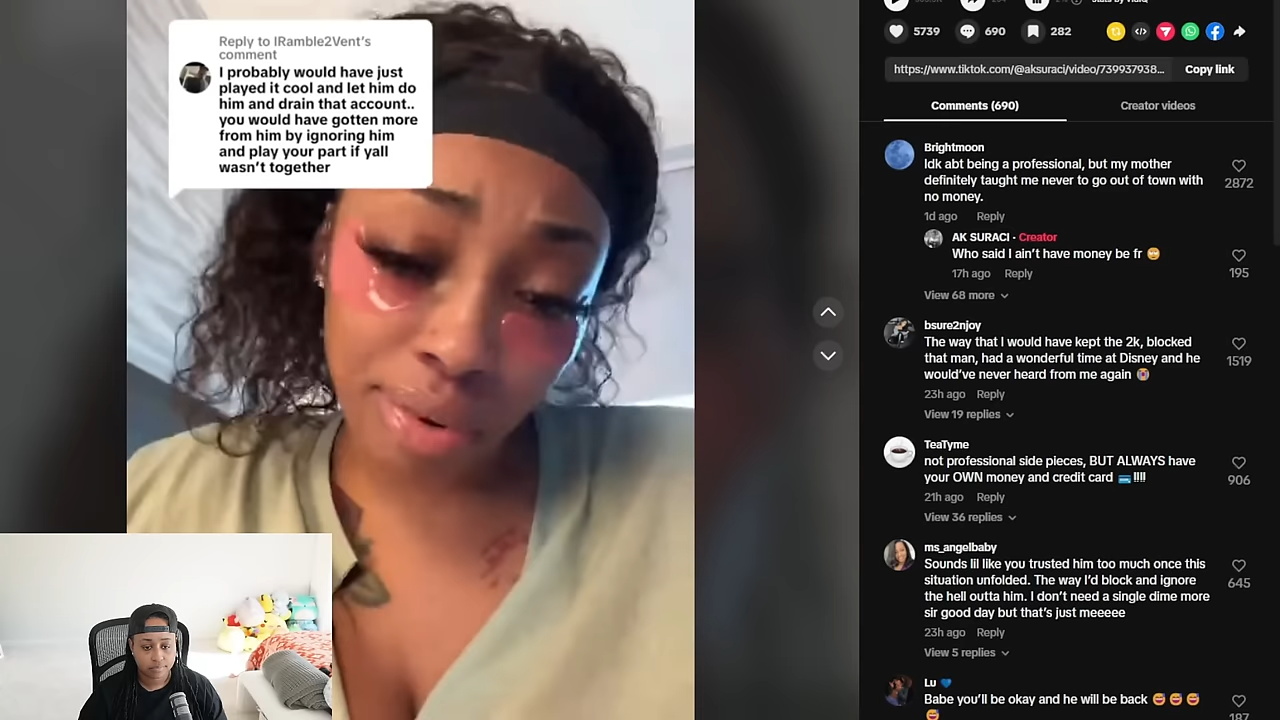 Reply to IRamble2Vent's
comment
I probably would have just
played it cool and let him do
him and drain that account..
you would have gotten more
from him by ignoring him
and play your part if yall
wasn't together
5739
690
282
https://www.tiktok.com/@aksuraci/video/739937938...
Copy link
Comments (690)
Creator videos
Brightmoon
Idk abt being a professional, but my mother
definitely taught me never to go out of town with
no money.
2872
1d ago Reply
AK SURACI · Creator
Who said I ain't have money be fr 🙄
195
17h ago Reply
View 68 more
bsure2njoy
The way that I would have kept the 2k, blocked
that man, had a wonderful time at Disney and he
would've never heard from me again 😭
1519
23h ago Reply
View 19 replies
TeaTyme
not professional side pieces, BUT ALWAYS have
your OWN money and credit card 💳!!!!
906
21h ago Reply
View 36 replies
ms_angelbaby
Sounds lil like you trusted him too much once this
situation unfolded. The way I'd block and ignore
the hell outta him. I don't need a single dime more
sir good day but that's just meeeee
645
23h ago Reply
View 5 replies
Lu 💙
Babe you'll be okay and he will be back 😅 😅 😅
😅
187